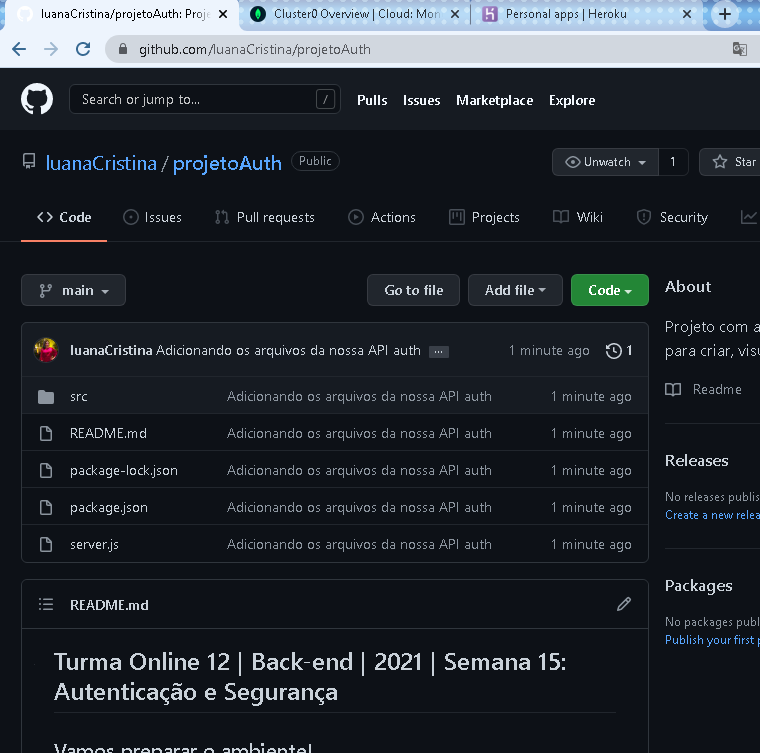 luanaCristina/projetoAuth: Proje
Cluster0 Overview | Cloud: Mon
Personal apps | Heroku
github.com/luanaCristina/projetoAuth
Search or jump to... /
Pulls Issues Marketplace Explore
luanaCristina / projetoAuth Public
Unwatch 1 Star
Code Issues Pull requests Actions Projects Wiki Security
main Go to file Add file Code
About
Projeto com a
para criar, visu
luanaCristina Adicionando os arquivos da nossa API auth ... 1 minute ago 1
src Adicionando os arquivos da nossa API auth 1 minute ago
Readme
README.md Adicionando os arquivos da nossa API auth 1 minute ago
package-lock.json Adicionando os arquivos da nossa API auth 1 minute ago
package.json Adicionando os arquivos da nossa API auth 1 minute ago
server.js Adicionando os arquivos da nossa API auth 1 minute ago
Releases
No releases publis
Create a new relea
Packages
No packages publ
Publish your first p
README.md
Turma Online 12 | Back-end | 2021 | Semana 15:
Autenticação e Segurança
Vamos preparar o ambiente!